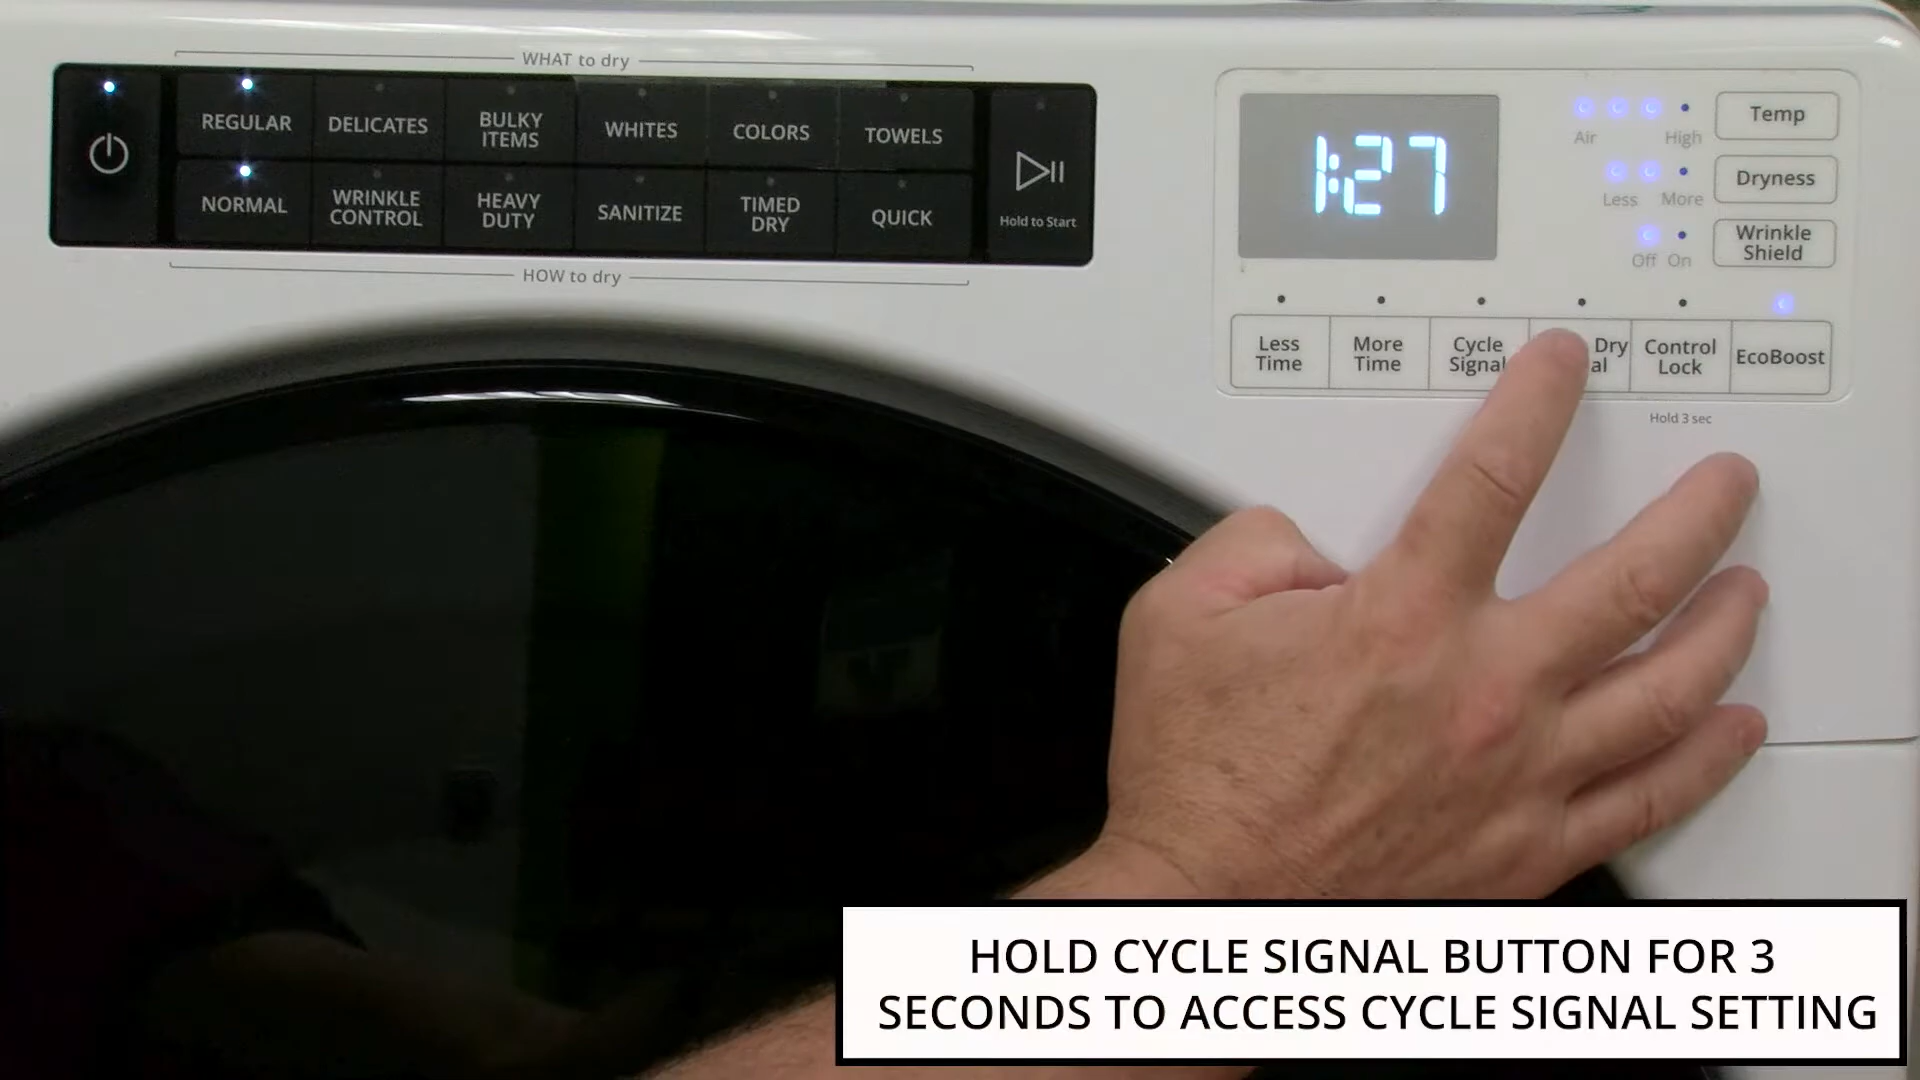 WHAT to dry
REGULAR
DELICATES
BULKY
ITEMS
WHITES
COLORS
TOWELS
NORMAL
WRINKLE
CONTROL
HEAVY
DUTY
SANITIZE
TIMED
DRY
QUICK
Hold to Start
HOW to dry
1:27
Air
High
Temp
Less
More
Dryness
Off
On
Wrinkle
Shield
Less
Time
More
Time
Cycle
Signal
Dry
al
Control
Lock
EcoBoost
Hold 3 sec
HOLD CYCLE SIGNAL BUTTON FOR 3
SECONDS TO ACCESS CYCLE SIGNAL SETTING